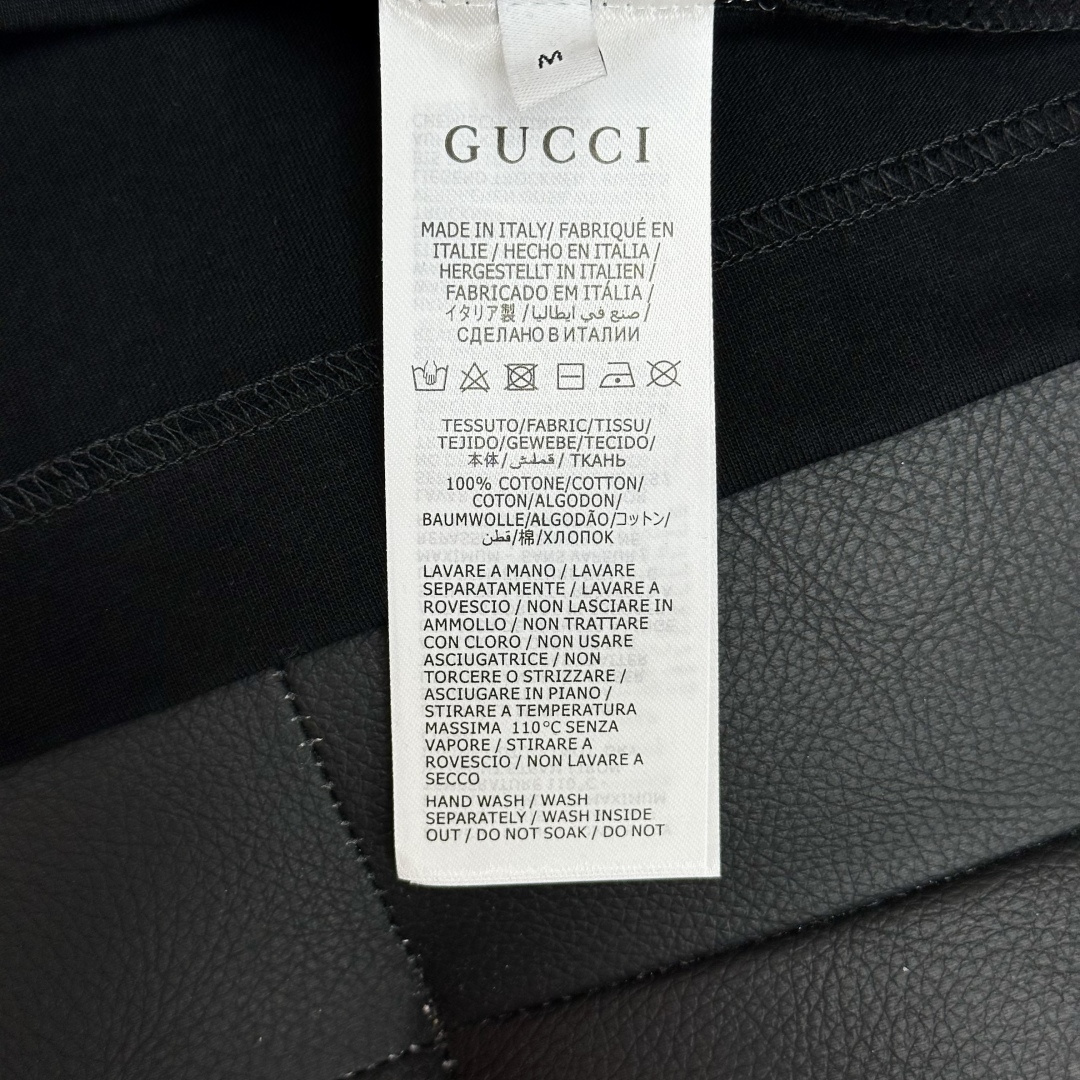 M
GUCCI
MADE IN ITALY/ FABRIQUÉ EN
ITALIE / HECHO EN ITALIA /
HERGESTELLT IN ITALIEN /
FABRICADO EM ITÁLIA /
イタリア製 / صنع في ايطاليا /
СДЕЛАНО В ИТАЛИИ
TESSUTO/FABRIC/TISSU/
TEJIDO/GEWEBE/TECIDO/
本体/قملش/ ТКАНЬ
100% COTONE/COTTON/
COTON/ALGODON/
BAUMWOLLE/ALGODÃO/コットン/
قطن/棉/ХЛОПОК
LAVARE A MANO / LAVARE
SEPARATAMENTE / LAVARE A
ROVESCIO / NON LASCIARE IN
AMMOLLO / NON TRATTARE
CON CLORO / NON USARE
ASCIUGATRICE / NON
TORCERE O STRIZZARE /
ASCIUGARE IN PIANO /
STIRARE A TEMPERATURA
MASSIMA 110°C SENZA
VAPORE / STIRARE A
ROVESCIO / NON LAVARE A
SECCO
HAND WASH / WASH
SEPARATELY / WASH INSIDE
OUT / DO NOT SOAK / DO NOT